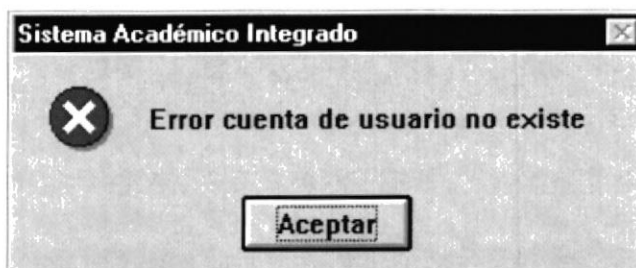 Sistema Académico Integrado
Error cuenta de usuario no existe
Aceptar